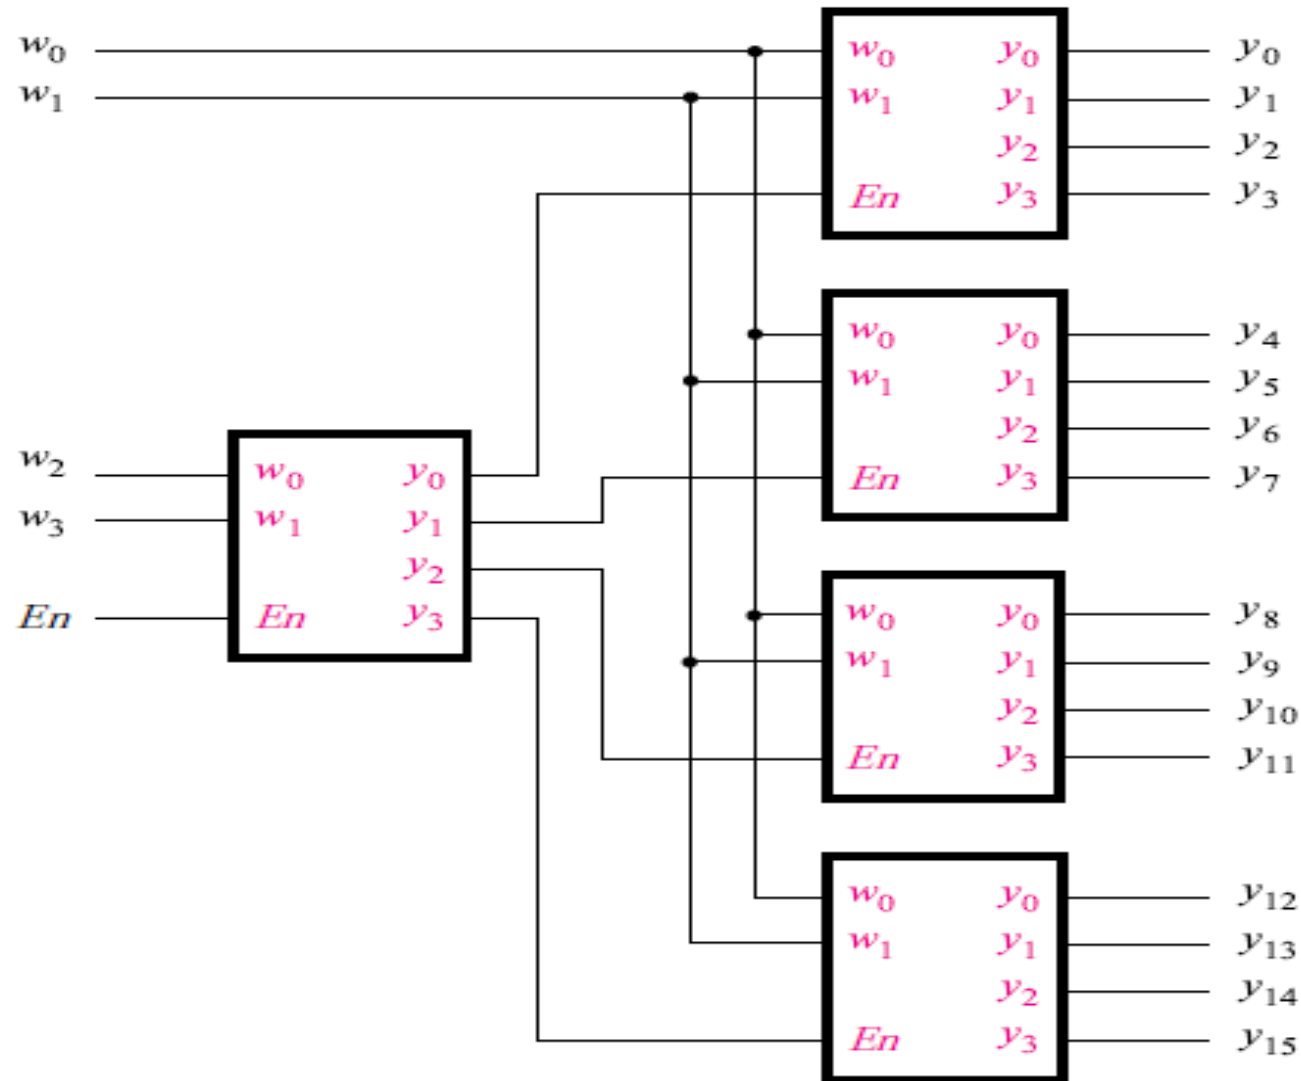 w₀ w₀ y₀ y₀
w₁ w₁ y₁ y₁
y₂ y₂
En y₃ y₃
w₀ y₀ y₄
w₁ y₁ y₅
y₂ y₆
w₂ w₀ y₀ En y₃ y₇
w₃ w₁ y₁
y₂
En En y₃ w₀ y₀ y₈
w₁ y₁ y₉
y₂ y₁₀
En y₃ y₁₁
w₀ y₀ y₁₂
w₁ y₁ y₁₃
y₂ y₁₄
En y₃ y₁₅